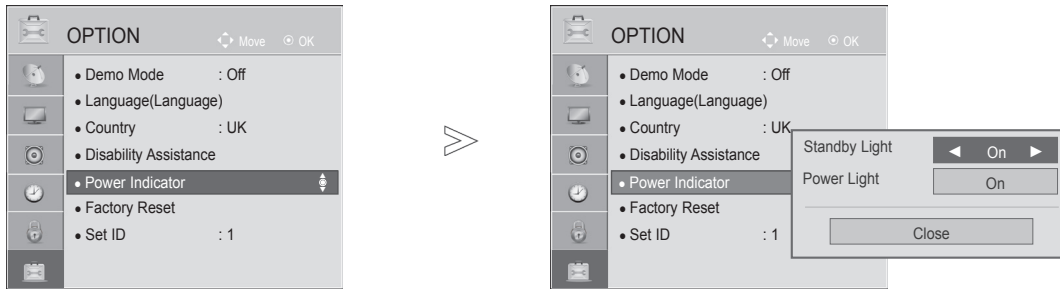 OPTION
Move OK
• Demo Mode : Off
• Language(Language)
• Country : UK
• Disability Assistance
• Power Indicator
• Factory Reset
• Set ID : 1
OPTION
Move OK
• Demo Mode : Off
• Language(Language)
• Country : UK
• Disability Assistance
• Power Indicator
• Factory Reset
• Set ID : 1
Standby Light ◄ On ►
Power Light On
Close